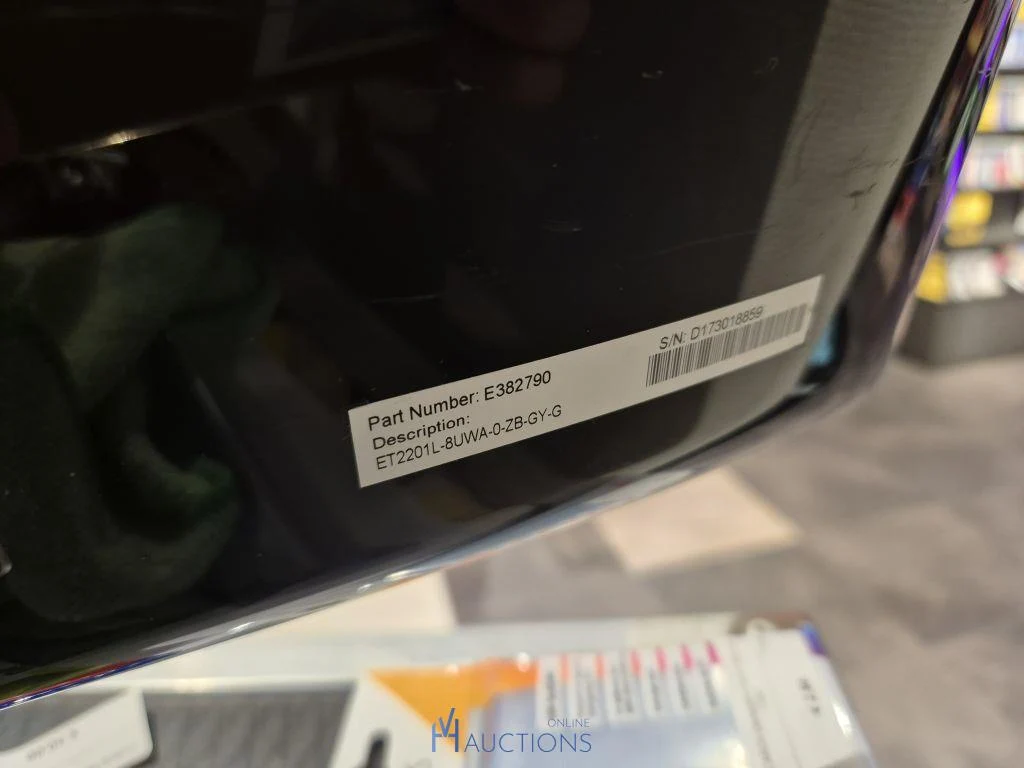 S/N: D173018859
Part Number: E382790
Description:
ET2201L-8UWA-0-ZB-GY-G
ONLINE
AUCTIONS